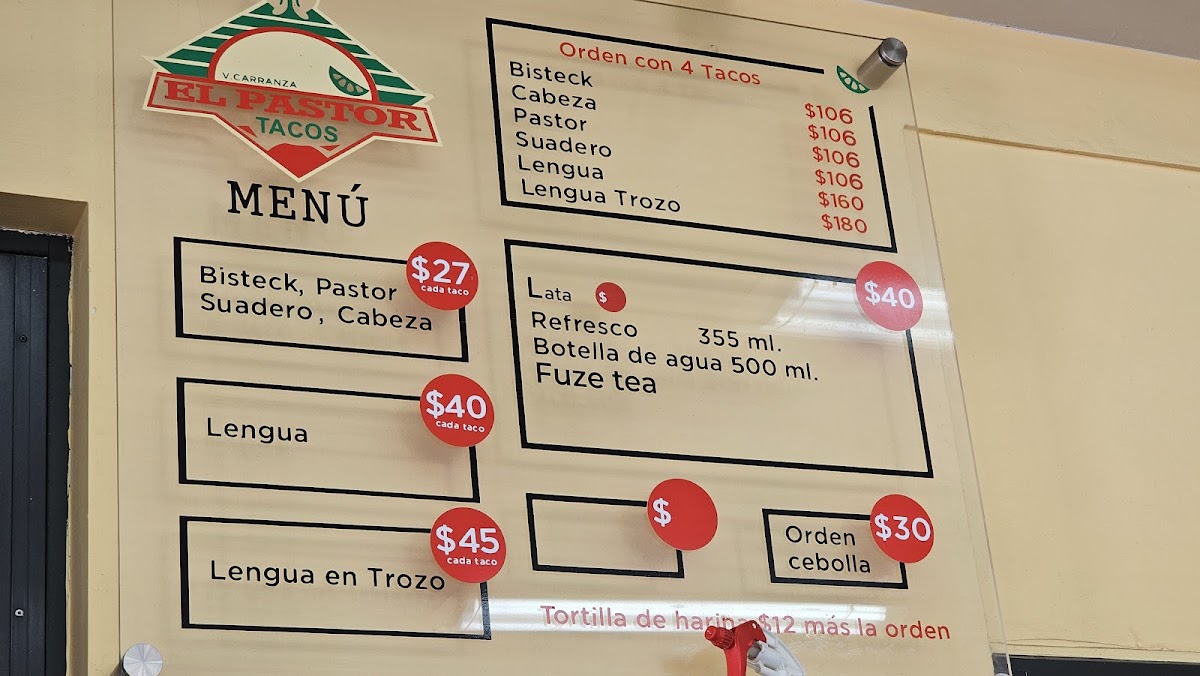 V. CARRANZA
EL PASTOR
TACOS
MENÚ
Bisteck, Pastor
Suadero, Cabeza
$27
cada taco
Lengua
$40
cada taco
Lengua en Trozo
$45
cada taco
Orden con 4 Tacos
Bisteck $106
Cabeza $106
Pastor $106
Suadero $106
Lengua $160
Lengua Trozo $180
$40
Lata $
Refresco 355 ml.
Botella de agua 500 ml.
Fuze tea
$
Orden
cebolla
$30
Tortilla de harina $12 más la orden